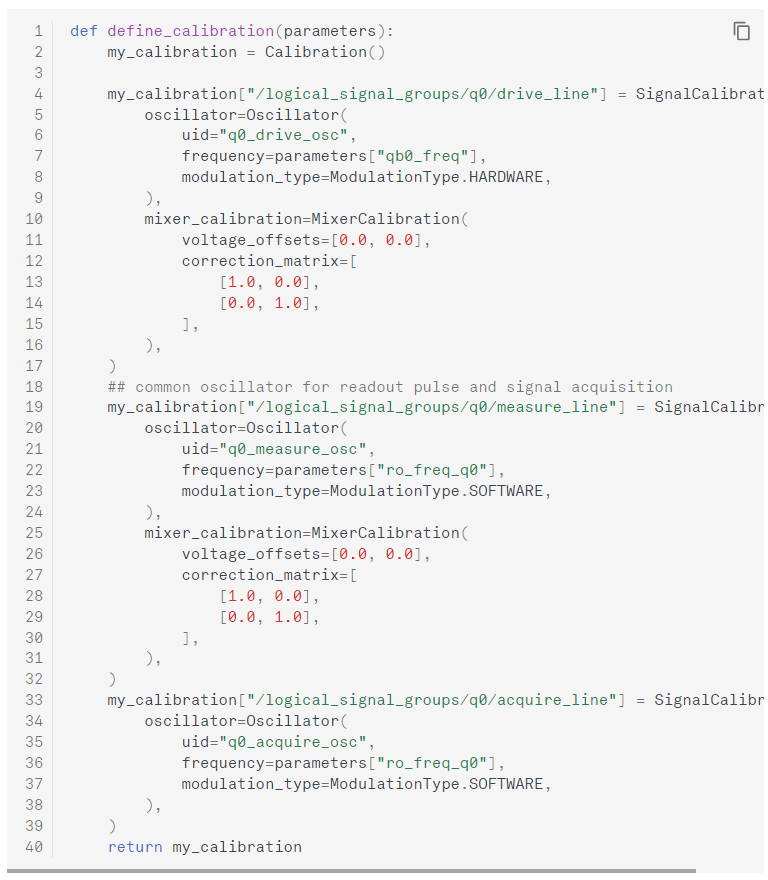 1 def define_calibration(parameters):
2     my_calibration = Calibration()
3
4     my_calibration["/logical_signal_groups/q0/drive_line"] = SignalCalibrat
5         oscillator=Oscillator(
6             uid="q0_drive_osc",
7             frequency=parameters["qb0_freq"],
8             modulation_type=ModulationType.HARDWARE,
9         ),
10         mixer_calibration=MixerCalibration(
11             voltage_offsets=[0.0, 0.0],
12             correction_matrix=[
13                 [1.0, 0.0],
14                 [0.0, 1.0],
15             ],
16         ),
17     )
18     ## common oscillator for readout pulse and signal acquisition
19     my_calibration["/logical_signal_groups/q0/measure_line"] = SignalCalibr
20         oscillator=Oscillator(
21             uid="q0_measure_osc",
22             frequency=parameters["ro_freq_q0"],
23             modulation_type=ModulationType.SOFTWARE,
24         ),
25         mixer_calibration=MixerCalibration(
26             voltage_offsets=[0.0, 0.0],
27             correction_matrix=[
28                 [1.0, 0.0],
29                 [0.0, 1.0],
30             ],
31         ),
32     )
33     my_calibration["/logical_signal_groups/q0/acquire_line"] = SignalCalibr
34         oscillator=Oscillator(
35             uid="q0_acquire_osc",
36             frequency=parameters["ro_freq_q0"],
37             modulation_type=ModulationType.SOFTWARE,
38         ),
39     )
40     return my_calibration